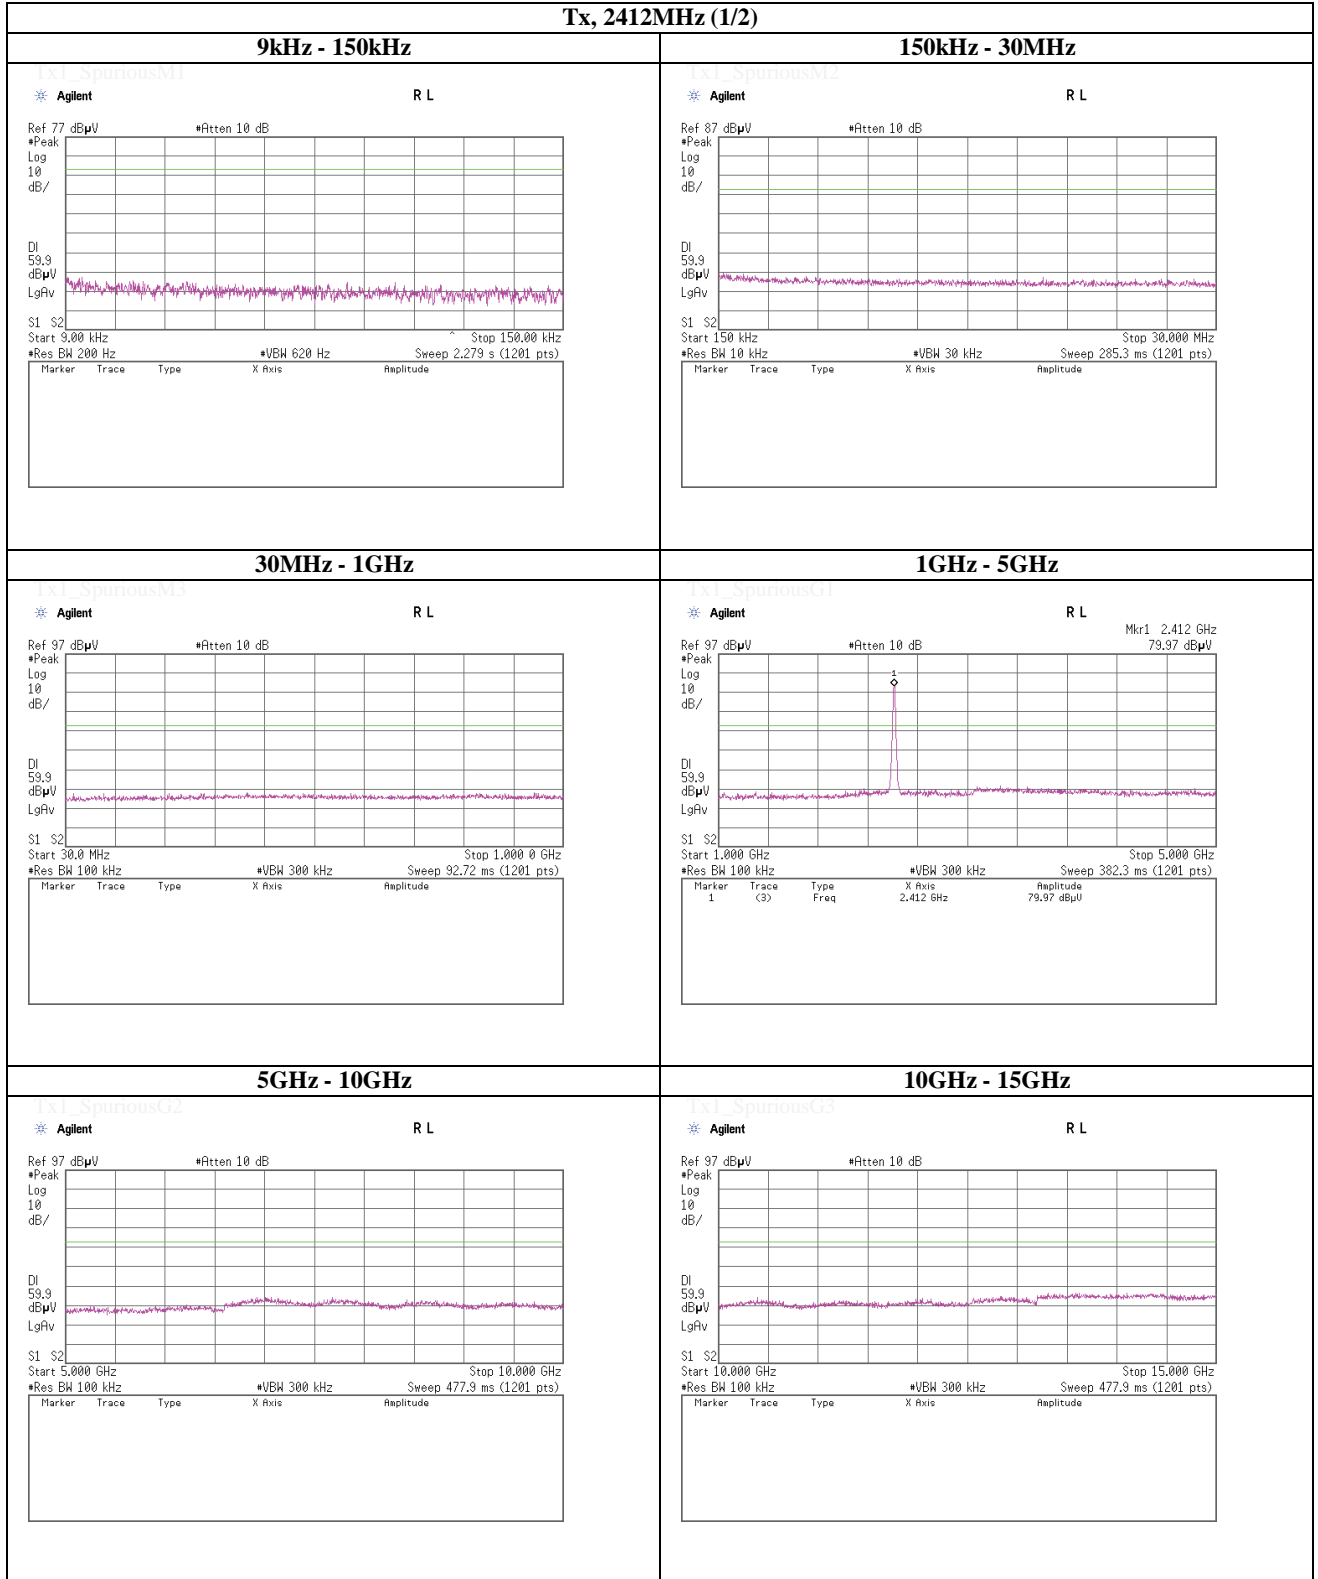 Tx, 2412MHz (1/2)
9kHz - 150kHz
Tx1_SpuriousM1
Agilent R L
Ref 77 dBµV #Atten 10 dB
#Peak
Log
10
dB/
DI
59.9
dBµV
LgAv
S1 S2
Start 9.00 kHz ^ Stop 150.00 kHz
#Res BW 200 Hz #VBW 620 Hz Sweep 2.279 s (1201 pts)
Marker Trace Type X Axis Amplitude
150kHz - 30MHz
Tx1_SpuriousM2
Agilent R L
Ref 87 dBµV #Atten 10 dB
#Peak
Log
10
dB/
DI
59.9
dBµV
LgAv
S1 S2
Start 150 kHz Stop 30.000 MHz
#Res BW 10 kHz #VBW 30 kHz Sweep 285.3 ms (1201 pts)
Marker Trace Type X Axis Amplitude
30MHz - 1GHz
Tx1_SpuriousM3
Agilent R L
Ref 97 dBµV #Atten 10 dB
#Peak
Log
10
dB/
DI
59.9
dBµV
LgAv
S1 S2
Start 30.0 MHz Stop 1.000 0 GHz
#Res BW 100 kHz #VBW 300 kHz Sweep 92.72 ms (1201 pts)
Marker Trace Type X Axis Amplitude
1GHz - 5GHz
Tx1_SpuriousG1
Agilent R L
Mkr1 2.412 GHz
Ref 97 dBµV #Atten 10 dB 79.97 dBµV
#Peak
Log
10
dB/
1
DI
59.9
dBµV
LgAv
S1 S2
Start 1.000 GHz Stop 5.000 GHz
#Res BW 100 kHz #VBW 300 kHz Sweep 382.3 ms (1201 pts)
Marker Trace Type X Axis Amplitude
1 (3) Freq 2.412 GHz 79.97 dBµV
5GHz - 10GHz
Tx1_SpuriousG2
Agilent R L
Ref 97 dBµV #Atten 10 dB
#Peak
Log
10
dB/
DI
59.9
dBµV
LgAv
S1 S2
Start 5.000 GHz Stop 10.000 GHz
#Res BW 100 kHz #VBW 300 kHz Sweep 477.9 ms (1201 pts)
Marker Trace Type X Axis Amplitude
10GHz - 15GHz
Tx1_SpuriousG3
Agilent R L
Ref 97 dBµV #Atten 10 dB
#Peak
Log
10
dB/
DI
59.9
dBµV
LgAv
S1 S2
Start 10.000 GHz Stop 15.000 GHz
#Res BW 100 kHz #VBW 300 kHz Sweep 477.9 ms (1201 pts)
Marker Trace Type X Axis Amplitude